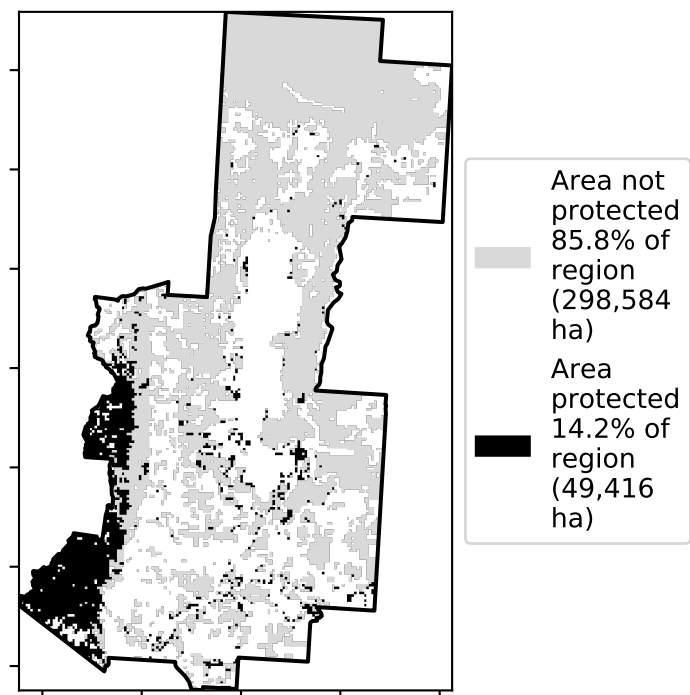 Area not
protected
85.8% of
region
(298,584
ha)
Area
protected
14.2% of
region
(49,416
ha)